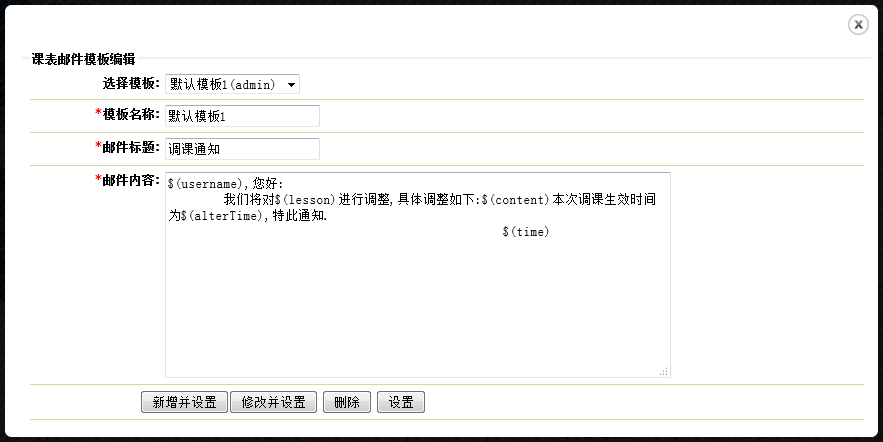 课表邮件模板编辑
选择模板: 默认模板1(admin)
*模板名称: 默认模板1
*邮件标题: 调课通知
*邮件内容: $(username),您好:
我们将对$(lesson)进行调整,具体调整如下:$(content)本次调课生效时间
为$(alterTime),特此通知.
$(time)
新增并设置 修改并设置 删除 设置